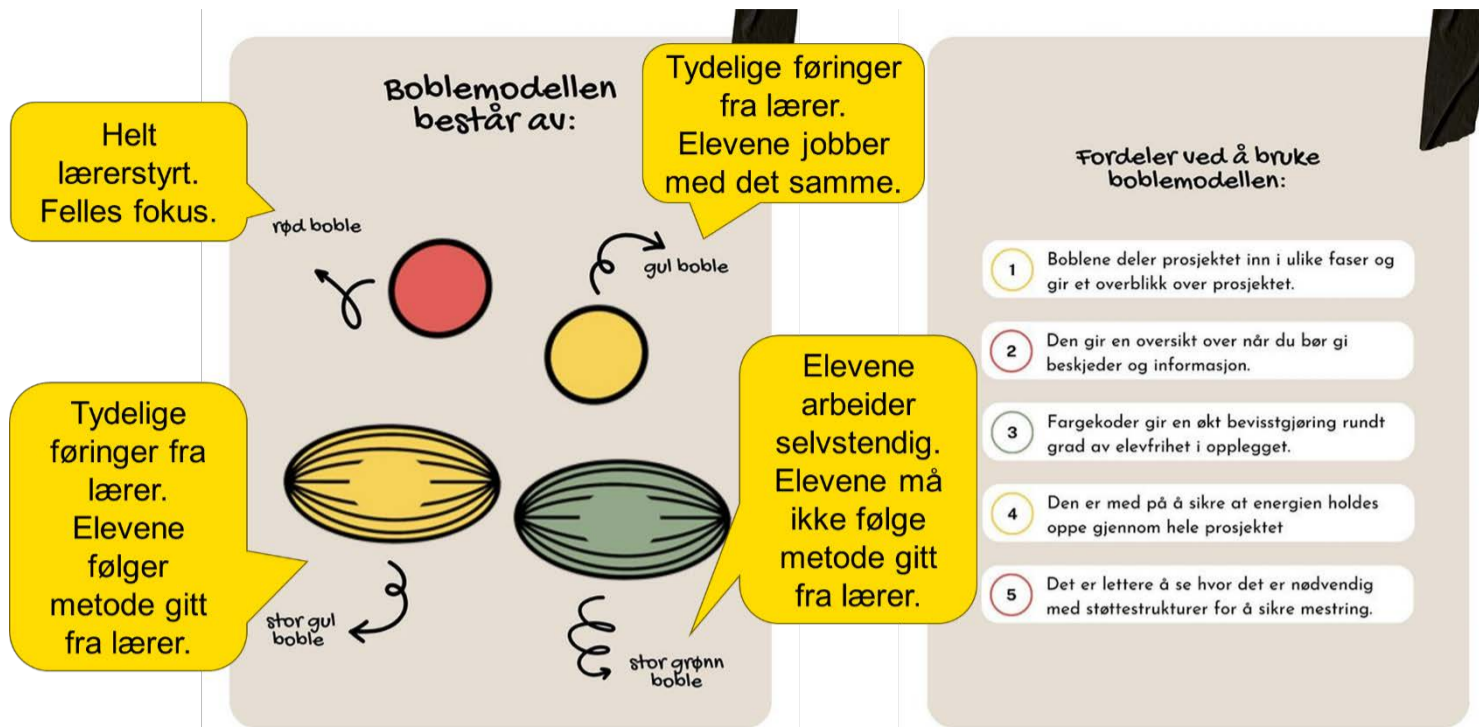 Boblemodellen
består av:
Helt
lærerstyrt.
Felles fokus.
rød boble
Tydelige føringer
fra lærer.
Elevene jobber
med det samme.
gul boble
Tydelige
føringer fra
lærer.
Elevene
følger
metode gitt
fra lærer.
stor gul
boble
Elevene
arbeider
selvstendig.
Elevene må
ikke følge
metode gitt
fra lærer.
stor grønn
boble
Fordeler ved å bruke
boblemodellen:
1 Boblene deler prosjektet inn i ulike faser og
gir et overblikk over prosjektet.
2 Den gir en oversikt over når du bør gi
beskjeder og informasjon.
3 Fargekoder gir en økt bevisstgjøring rundt
grad av elevfrihet i opplegget.
4 Den er med på å sikre at energien holdes
oppe gjennom hele prosjektet
5 Det er lettere å se hvor det er nødvendig
med støttestrukturer for å sikre mestring.